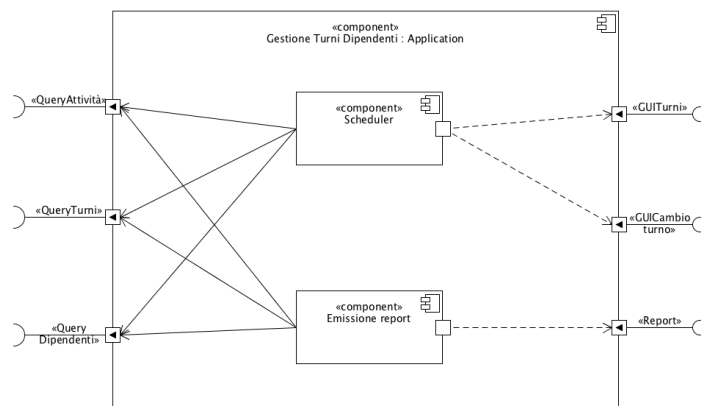 «component»
Gestione Turni Dipendenti : Application
«QueryAttività»
«component»
Scheduler
«GUITurni»
«QueryTurni»
«GUICambio
turno»
«component»
Emissione report
«Query
Dipendenti»
«Report»